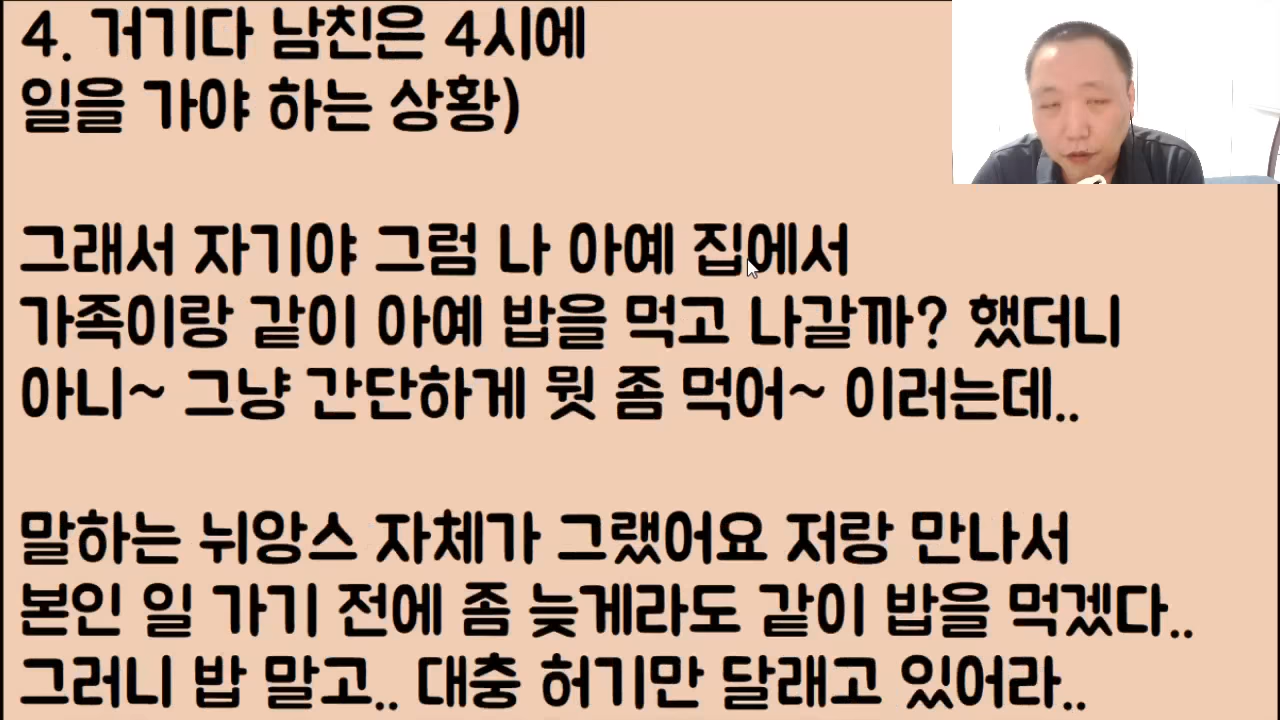 4. 거기다 남친은 4시에
일을 가야 하는 상황)
그래서 자기야 그럼 나 아예 집에서
가족이랑 같이 아예 밥을 먹고 나갈까? 했더니
아니~ 그냥 간단하게 뭣 좀 먹어~ 이러는데..
말하는 뉘앙스 자체가 그랬어요 저랑 만나서
본인 일 가기 전에 좀 늦게라도 같이 밥을 먹겠다..
그러니 밥 말고.. 대충 허기만 달래고 있어라..